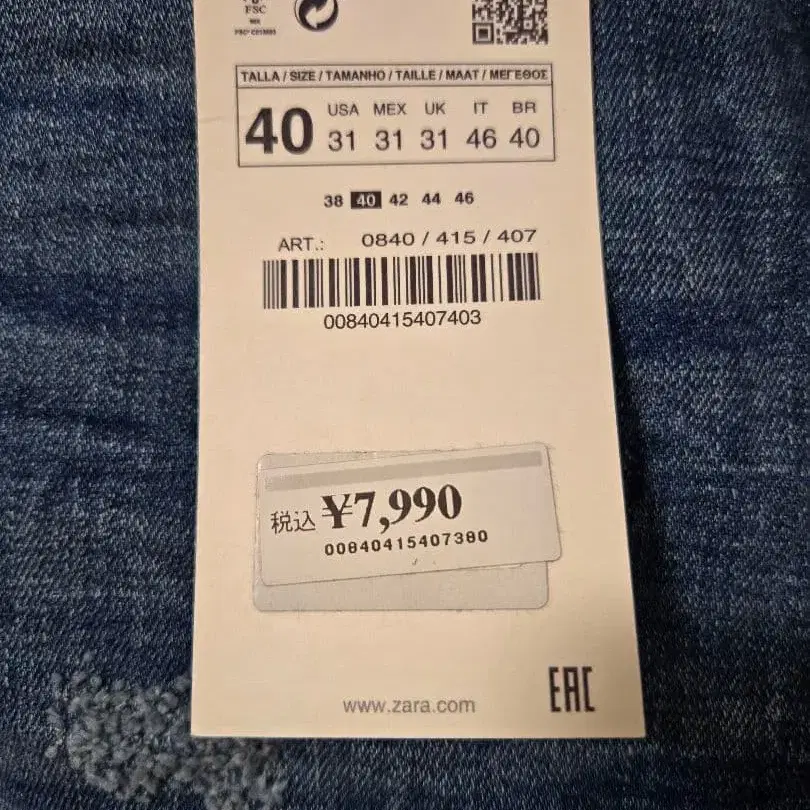 FSC
MIX
TALLA / SIZE / TAMANHO / TAILLE / MAAT / ΜΕΓΕΘΟΣ
40 USA 31 MEX 31 UK 31 IT 46 BR 40
38 40 42 44 46
ART.: 0840 / 415 / 407
00840415407403
税込 ¥7,990
00840415407380
www.zara.com
EAC